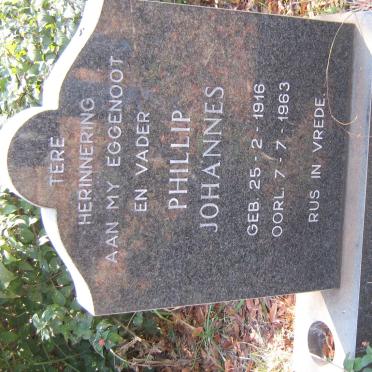 TERE
HERINNERING
AAN MY EGGENOOT
EN VADER
PHILLIP
JOHANNES
GEB. 25 - 2 - 1916
OORL. 7 - 7 - 1963
RUS IN VREDE